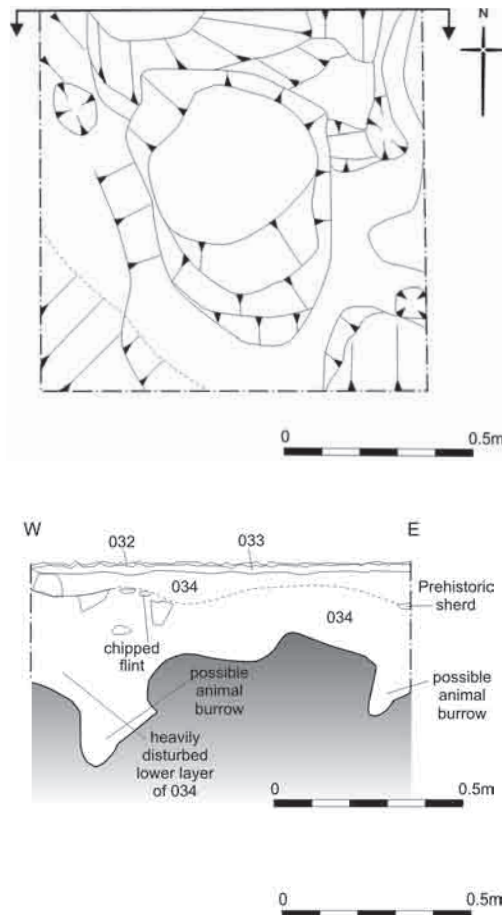 N
0
0.5m
W
E
032
033
034
Prehistoric
sherd
034
chipped
flint
possible
animal
burrow
possible
animal
burrow
heavily
disturbed
lower layer
of 034
0
0.5m
0
0.5m